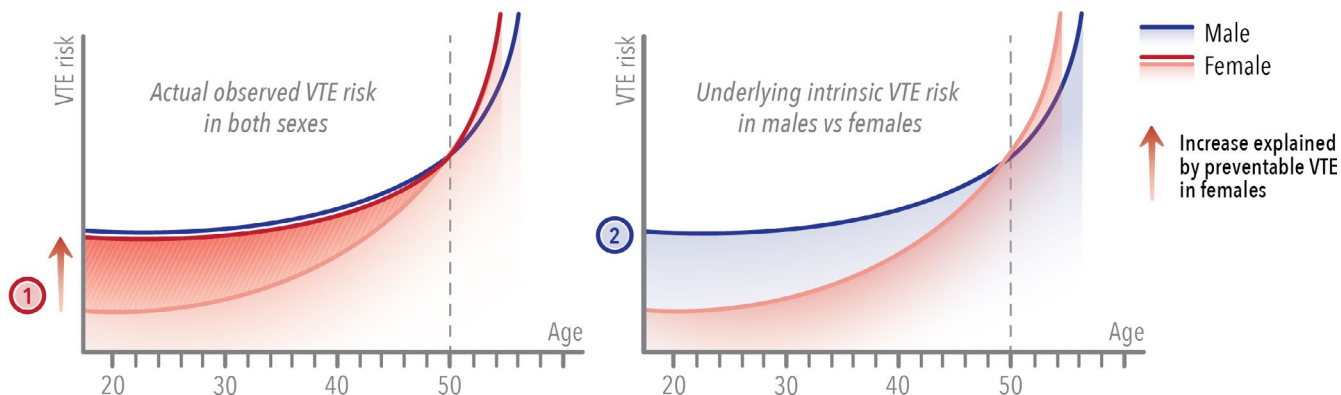 VTE risk
Actual observed VTE risk
in both sexes
1
Age
20 30 40 50
VTE risk
Underlying intrinsic VTE risk
in males vs females
2
Age
20 30 40 50
Male
Female
Increase explained
by preventable VTE
in females